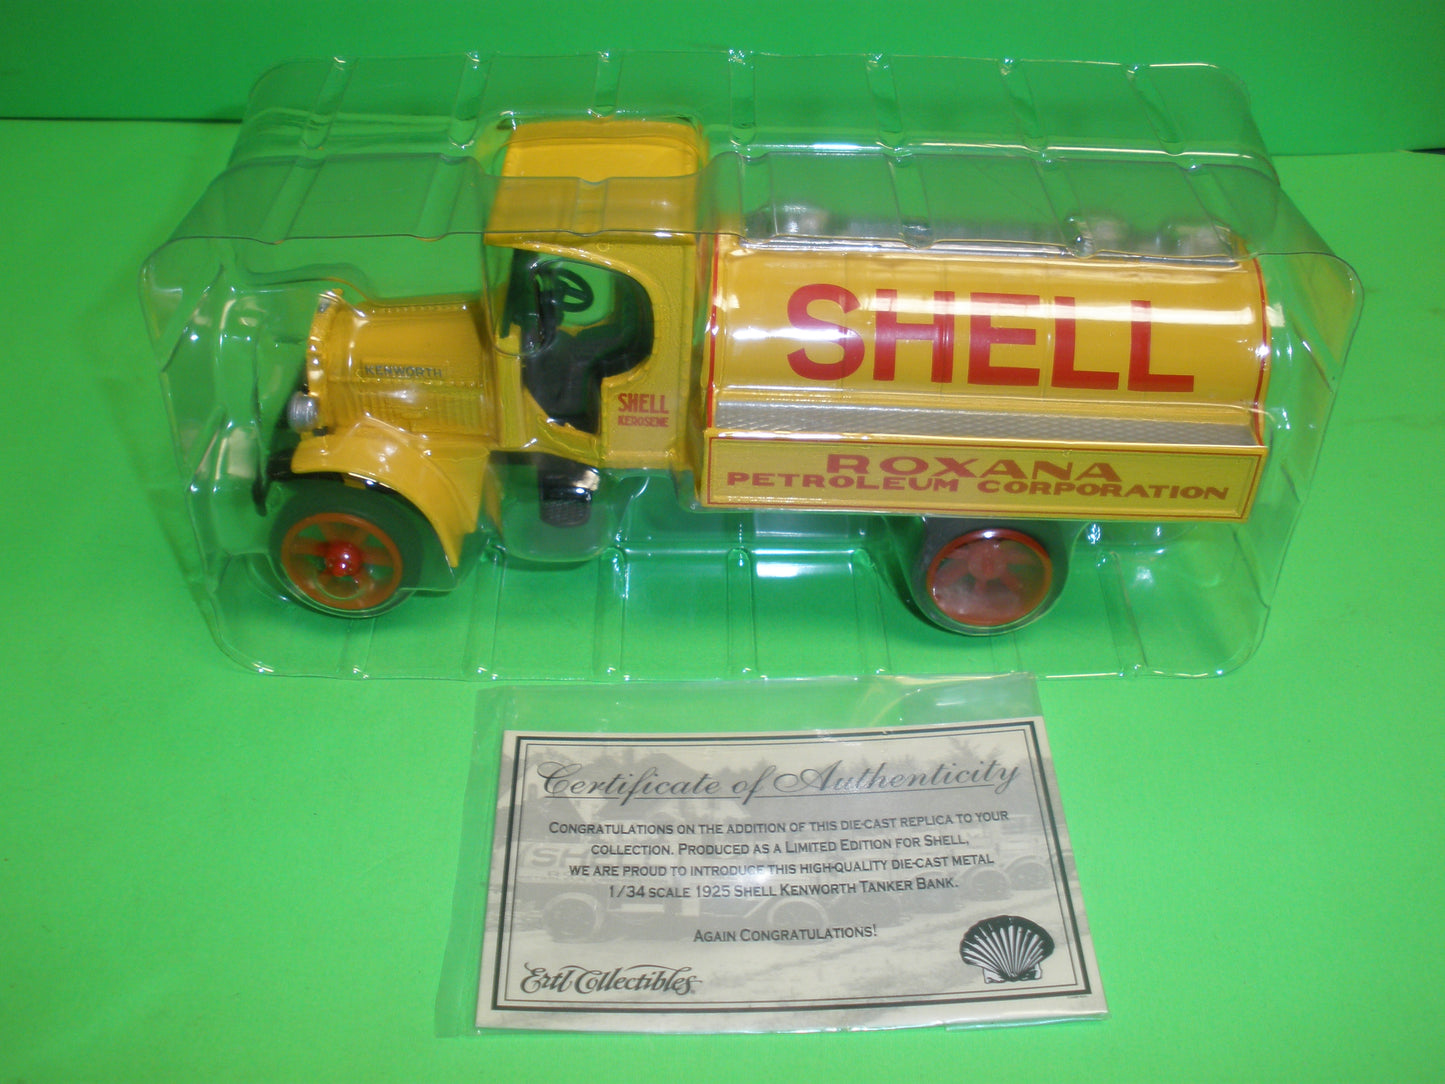 SHELL
KENWORTH
SHELL
KEROSENE
ROXANA
PETROLEUM CORPORATION
Certificate of Authenticity
CONGRATULATIONS ON THE ADDITION OF THIS DIE-CAST REPLICA TO YOUR
COLLECTION. PRODUCED AS A LIMITED EDITION FOR SHELL,
WE ARE PROUD TO INTRODUCE THIS HIGH-QUALITY DIE-CAST METAL
1/34 SCALE 1925 SHELL KENWORTH TANKER BANK.
AGAIN CONGRATULATIONS!
Ertl Collectibles